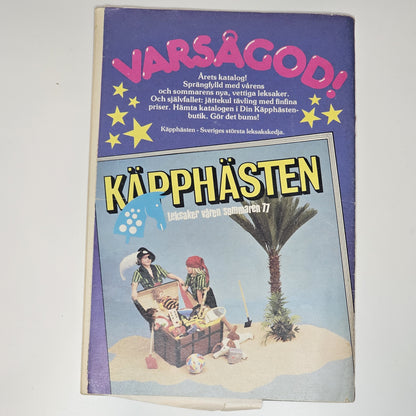 VARSÅGOD!
Årets katalog!
Sprängfylld med vårens
och sommarens nya, vettiga leksaker.
Och självfallet: jättekul tävling med finfina
priser. Hämta katalogen i Din Käpphästen-
butik. Gör det bums!
Käpphästen - Sveriges största leksakskedja.
KÄPPHÄSTEN
Leksaker våren sommaren 77